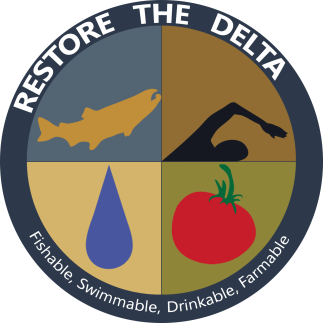 RESTORE THE DELTA
Fishable, Swimmable, Drinkable, Farmable